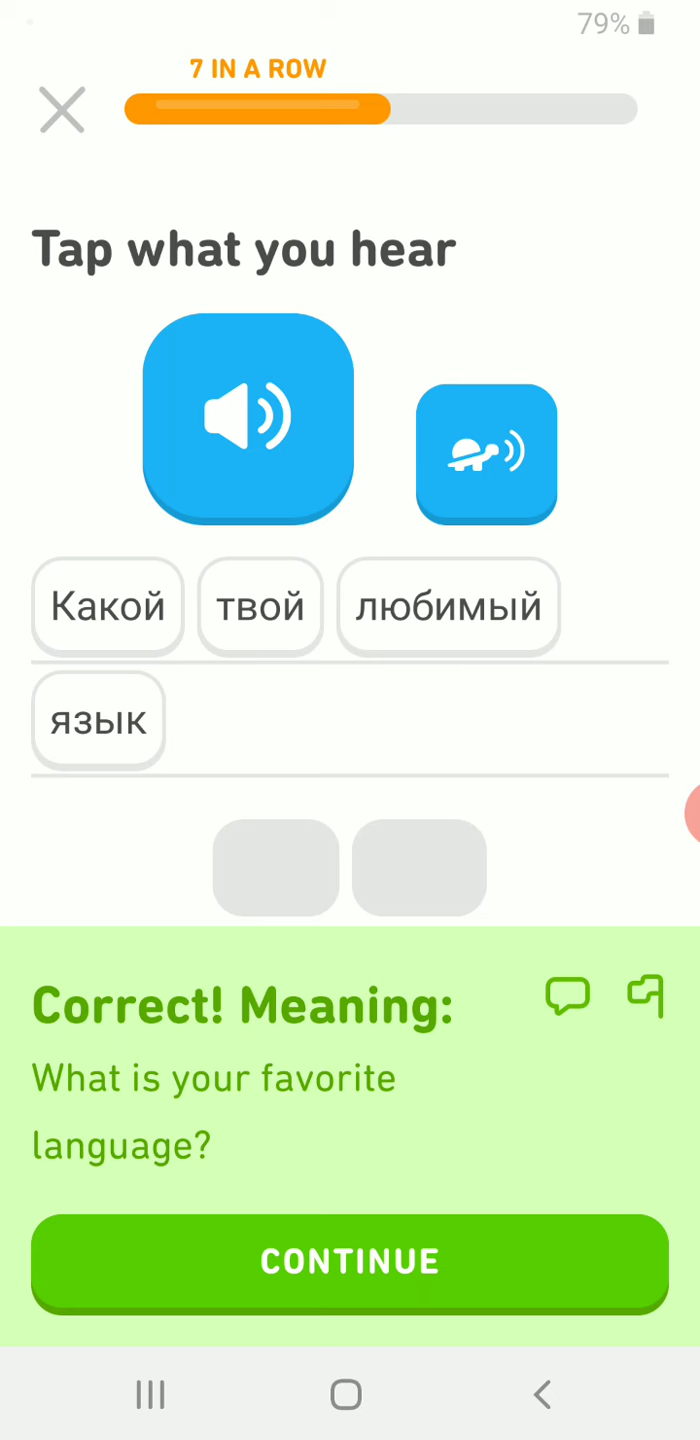 79%
7 IN A ROW
Tap what you hear
Какой твой любимый
язык
Correct! Meaning:
What is your favorite
language?
CONTINUE